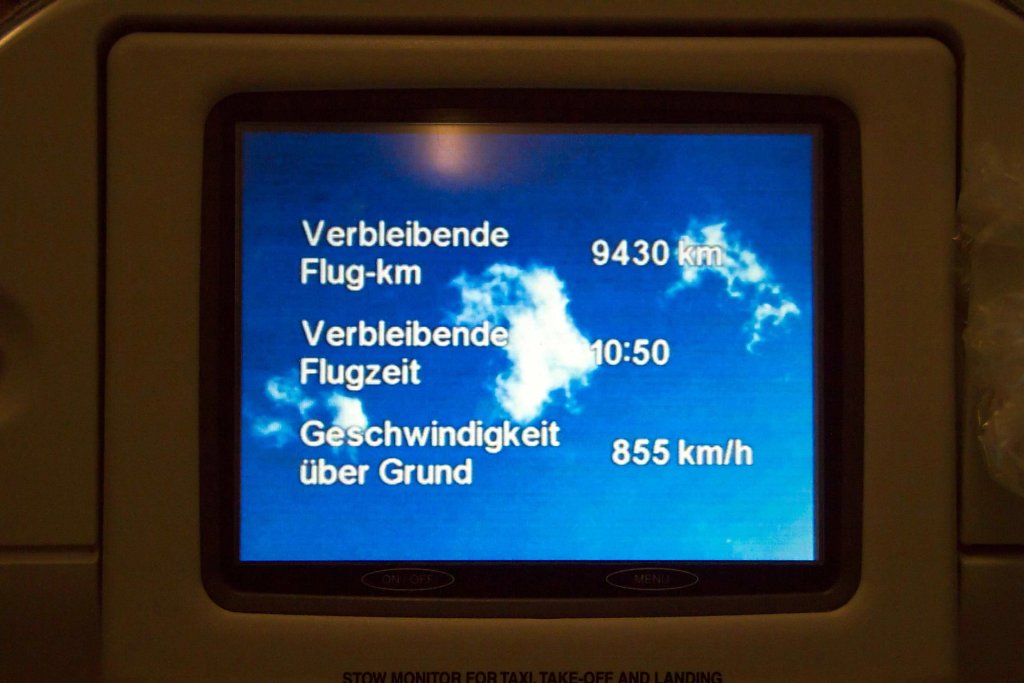 Verbleibende
Flug-km
9430 km
Verbleibende
Flugzeit
10:50
Geschwindigkeit
über Grund
855 km/h
ON / OFF
MENU
STOW MONITOR FOR TAXI, TAKE-OFF AND LANDING